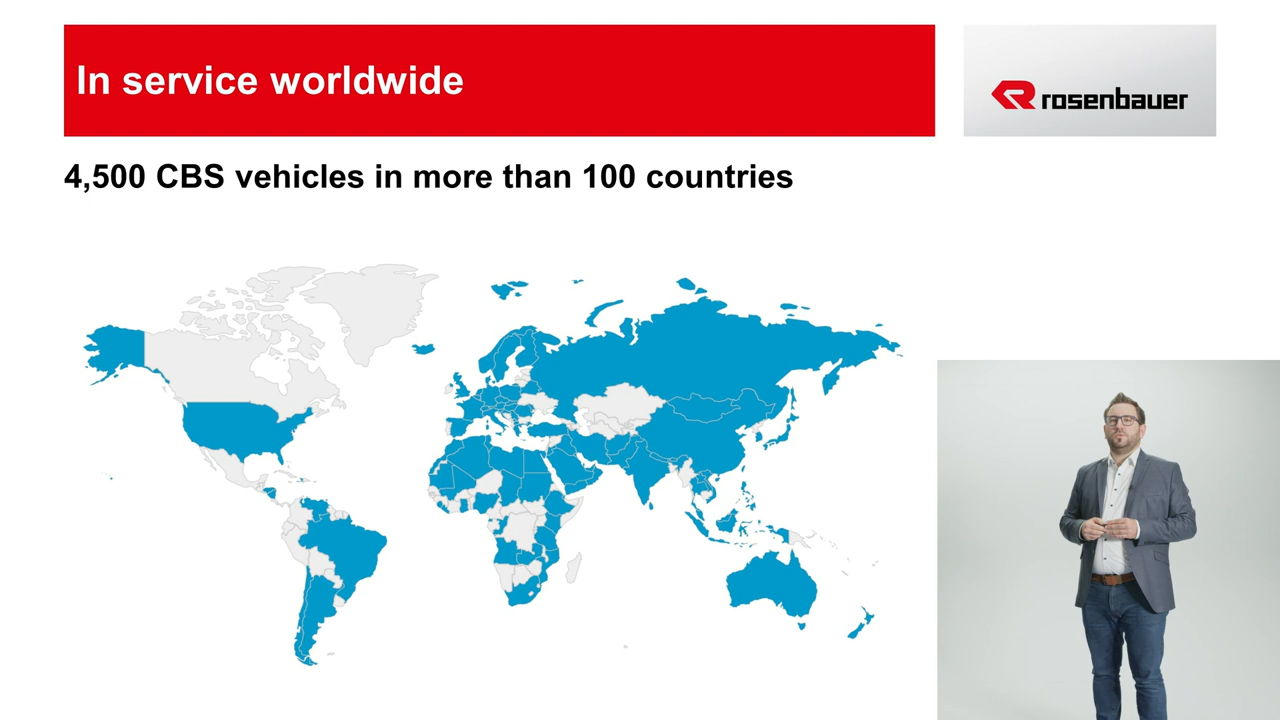 In service worldwide
rosenbauer
4,500 CBS vehicles in more than 100 countries